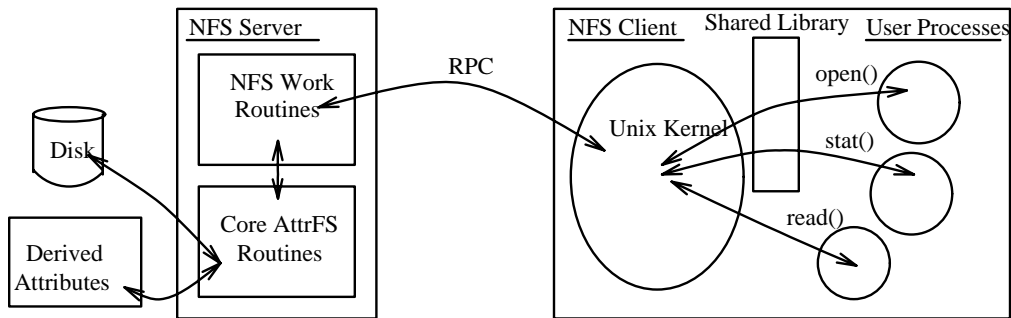 NFS Server
NFS Work
Routines
Core AttrFS
Routines
Disk
Derived
Attributes
RPC
NFS Client
Shared Library
User Processes
Unix Kernel
open()
stat()
read()